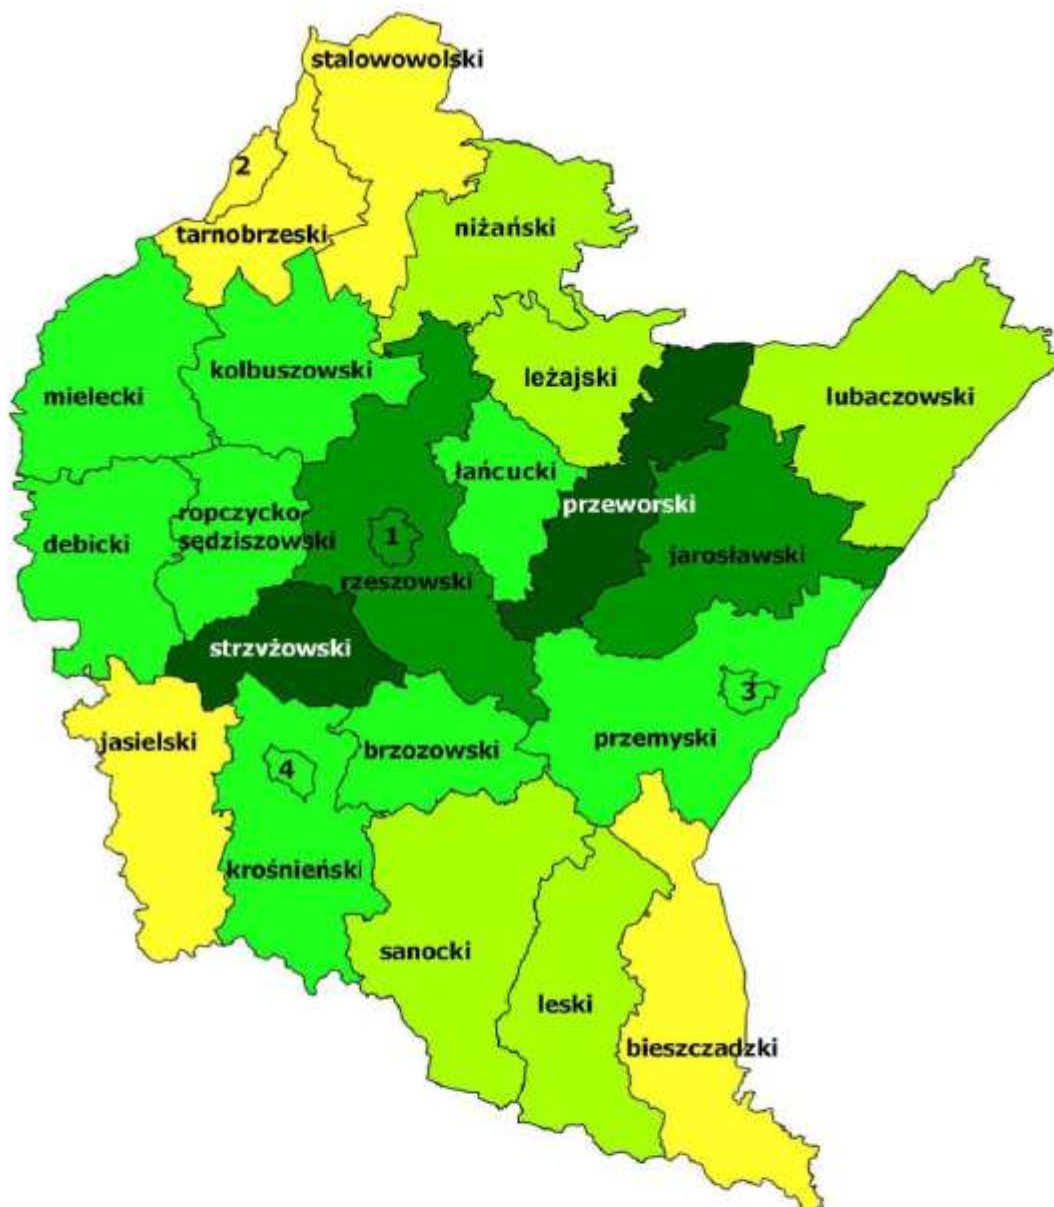 stalowowolski
2
tarnobrzeski
niżański
kolbuszowski
mielecki
leżajski
lubaczowski
łańcucki
ropczycko-
sędziszowski
dębicki
1
rzeszowski
przeworski
jarosławski
strzyżowski
3
przemyski
jasielski
4
brzozowski
krośnieński
sanocki
leski
bieszczadzki